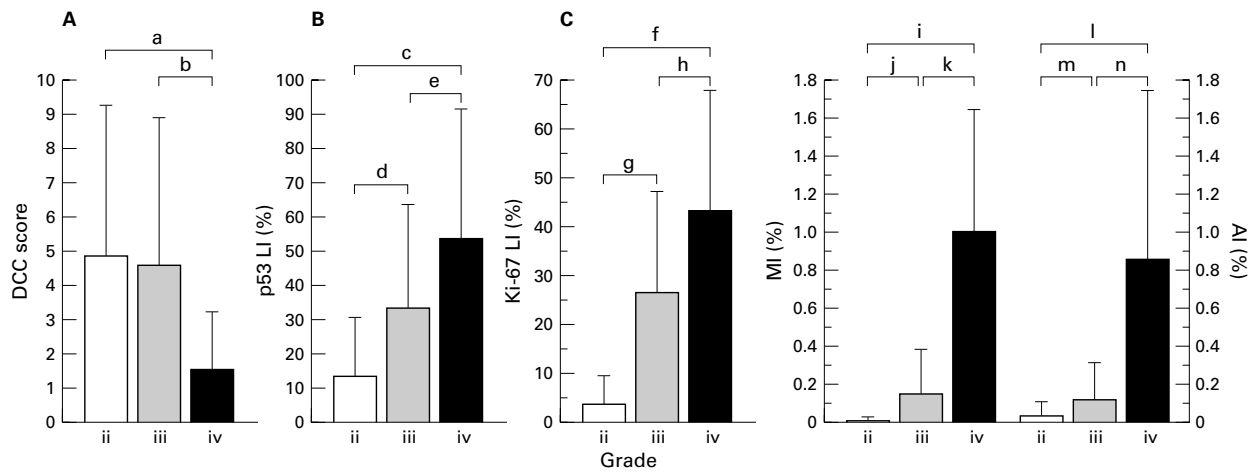 A
a
b
10
9
8
7
6
5
4
3
2
1
0
DCC score
ii
iii
iv
B
c
e
d
100
90
80
70
60
50
40
30
20
10
0
p53 LI (%)
ii
iii
iv
C
f
h
g
70
60
50
40
30
20
10
0
Ki-67 LI (%)
ii
iii
iv
Grade
i
j
k
1.8
1.6
1.4
1.2
1.0
0.8
0.6
0.4
0.2
0
MI (%)
ii
iii
iv
l
m
n
1.8
1.6
1.4
1.2
1.0
0.8
0.6
0.4
0.2
0
AI (%)
ii
iii
iv